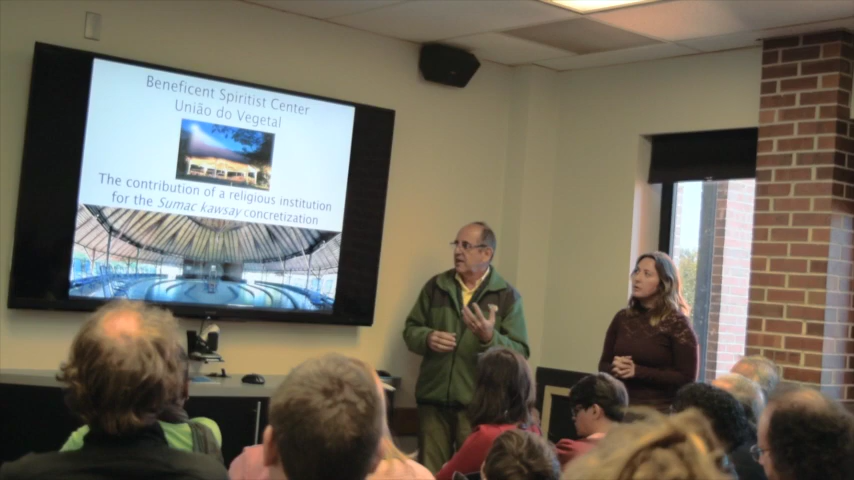 Beneficent Spiritist Center
União do Vegetal
The contribution of a religious institution
for the Sumac kawsay concretization